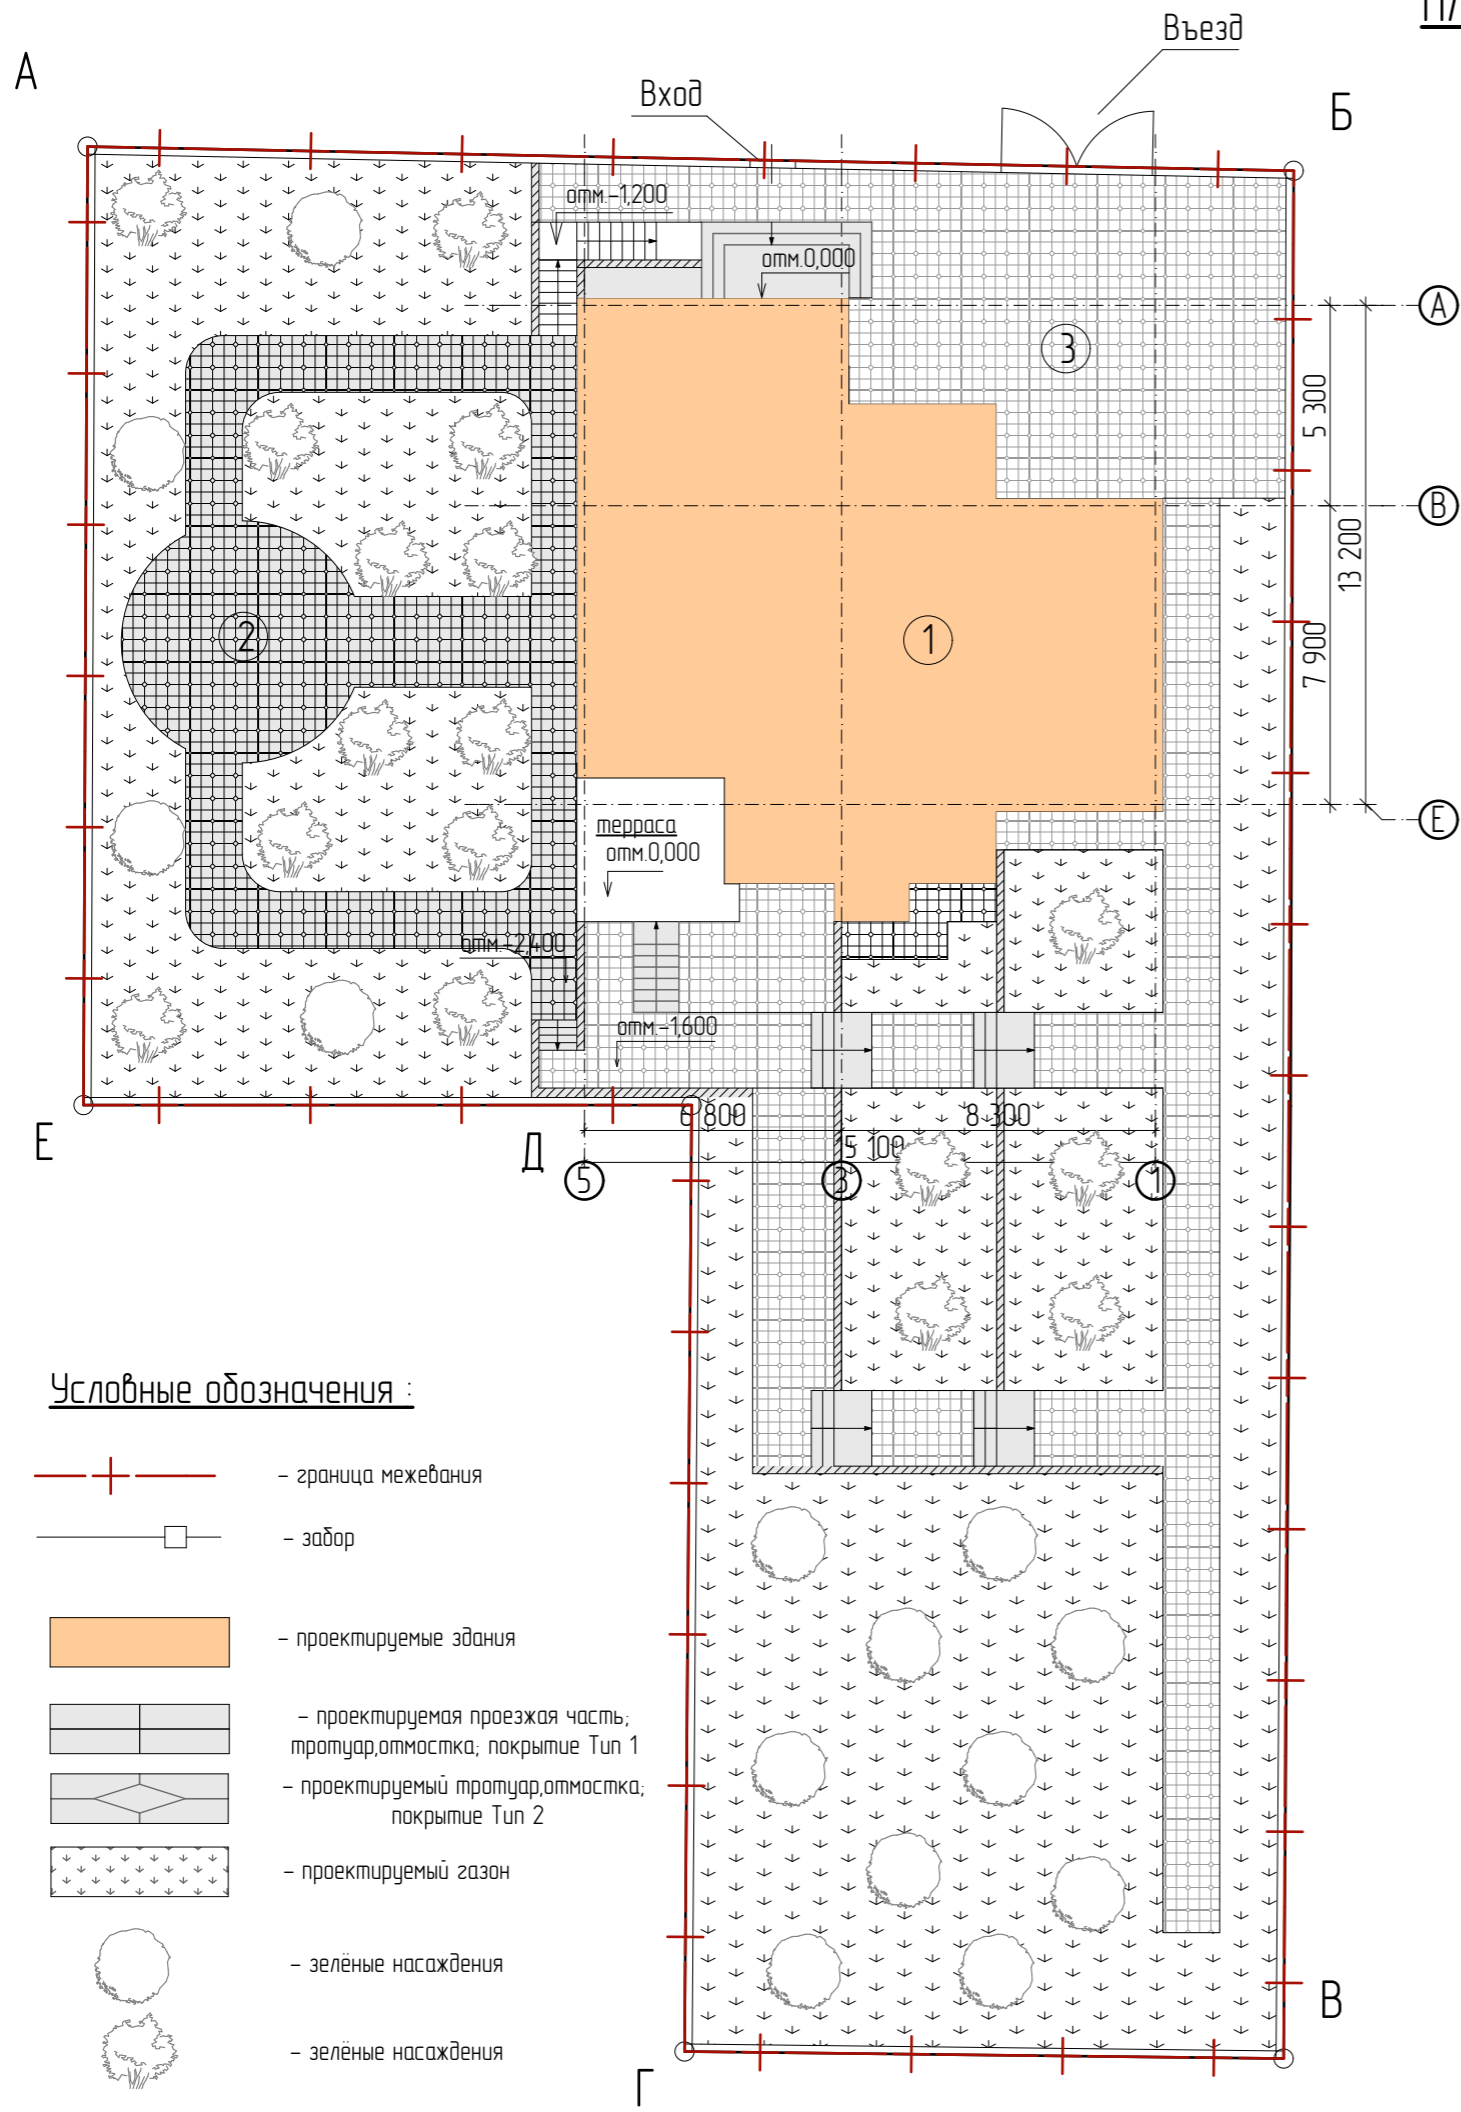 Въезд
А
Вход
Б
отм.-1,200
отм.0,000
А
3
5 300
В
13 200
2
1
7 900
Е
терраса
отм.0,000
отм.-2,400
отм.-1,600
6 800
8 300
15 100
Е
Д
5
3
1
Условные обозначения :
- граница межевания
- забор
- проектируемые здания
- проектируемая проезжая часть;
тротуар,отмостка; покрытие Тип 1
- проектируемый тротуар,отмостка;
покрытие Тип 2
- проектируемый газон
- зелёные насаждения
- зелёные насаждения
В
Г